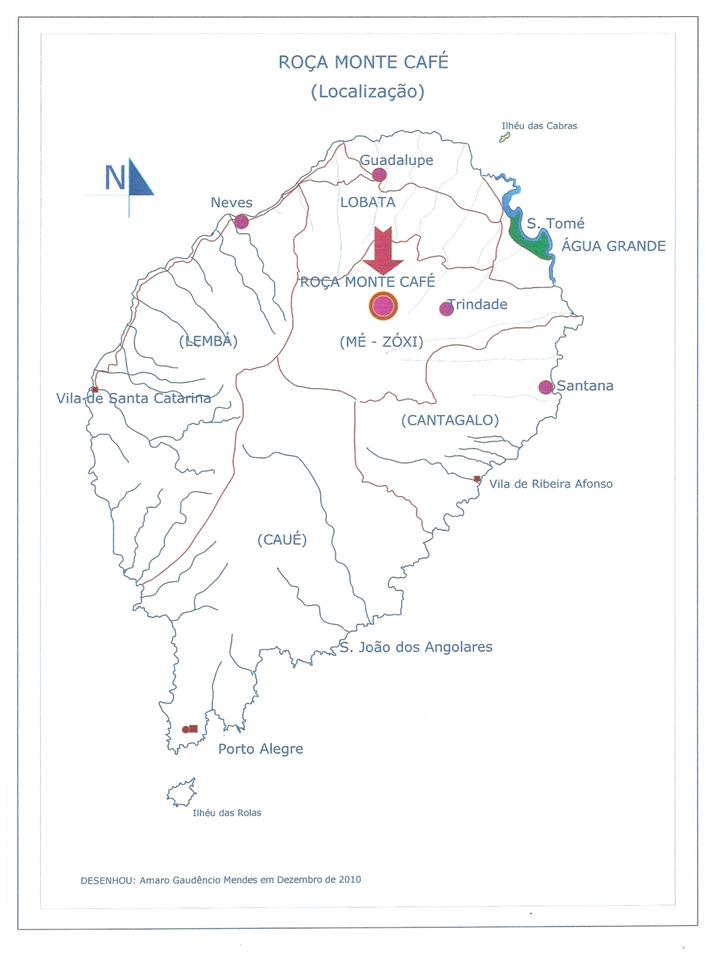 ROÇA MONTE CAFÉ
(Localização)
Ilhéu das Cabras
N
Guadalupe
Neves
LOBATA
S. Tomé
ÁGUA GRANDE
ROÇA MONTE CAFÉ
Trindade
(LEMBÁ)
(MÉ - ZÓXI)
Santana
Vila de Santa Catarina
(CANTAGALO)
Vila de Ribeira Afonso
(CAUÉ)
S. João dos Angolares
Porto Alegre
Ilhéu das Rolas
DESENHOU: Amaro Gaudêncio Mendes em Dezembro de 2010